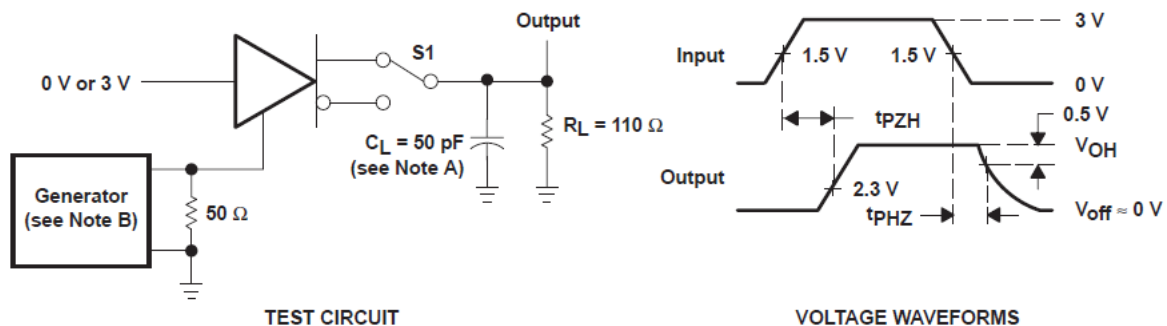 Output
S1
0 V or 3 V
C_L = 50 pF
(see Note A)
R_L = 110 Ω
Generator
(see Note B)
50 Ω
TEST CIRCUIT
3 V
Input
1.5 V
1.5 V
0 V
t_PZH
0.5 V
V_OH
Output
2.3 V
t_PHZ
V_off ≈ 0 V
VOLTAGE WAVEFORMS